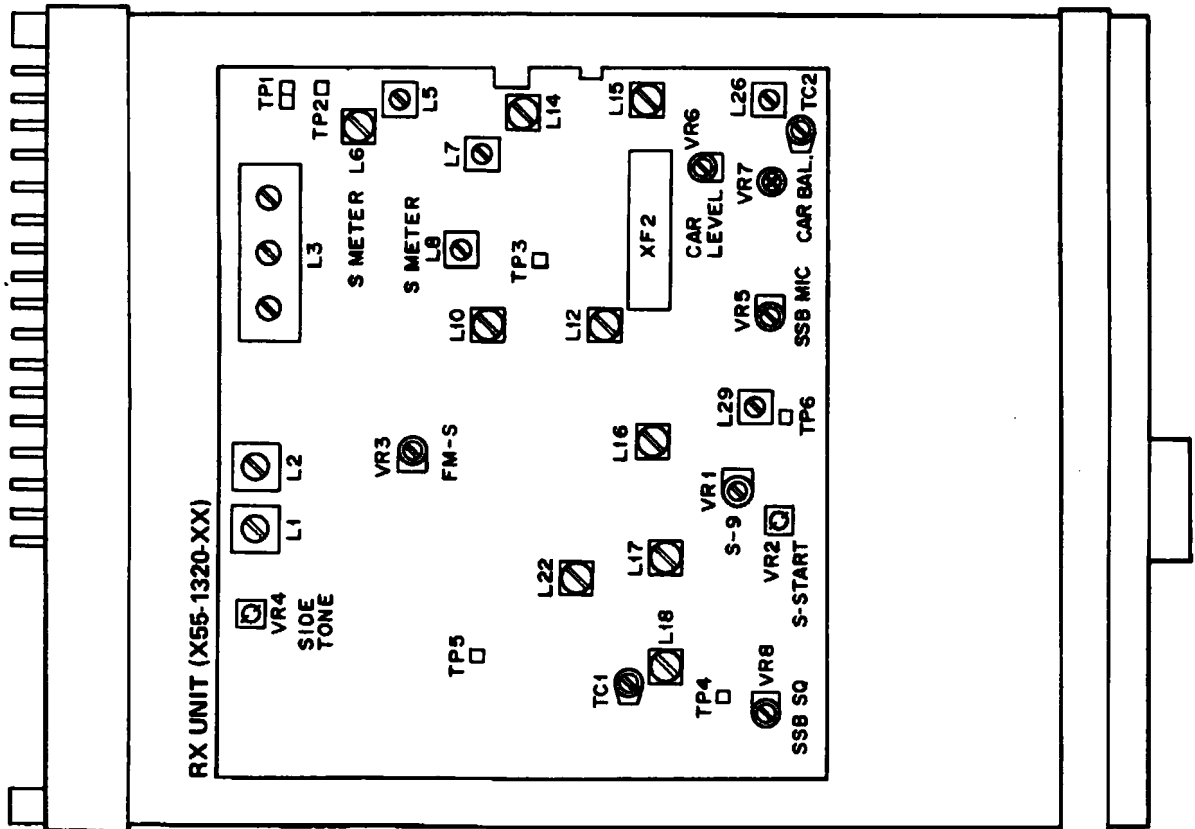 RX UNIT (X55-1320-XX)
VR4
SIDE
TONE
L1
L2
L3
TP1
TP2
L6
S METER
L5
S METER
L8
L7
L14
TP3
L10
L12
VR3
FM-S
TP5
L22
L16
L17
L18
TC1
TP4
L15
XF2
VR6
CAR
LEVEL
L26
TC2
VR7
CAR BAL.
VR5
SSB MIC
L29
TP6
VR1
S-9
VR2
S-START
VR8
SSB SQ